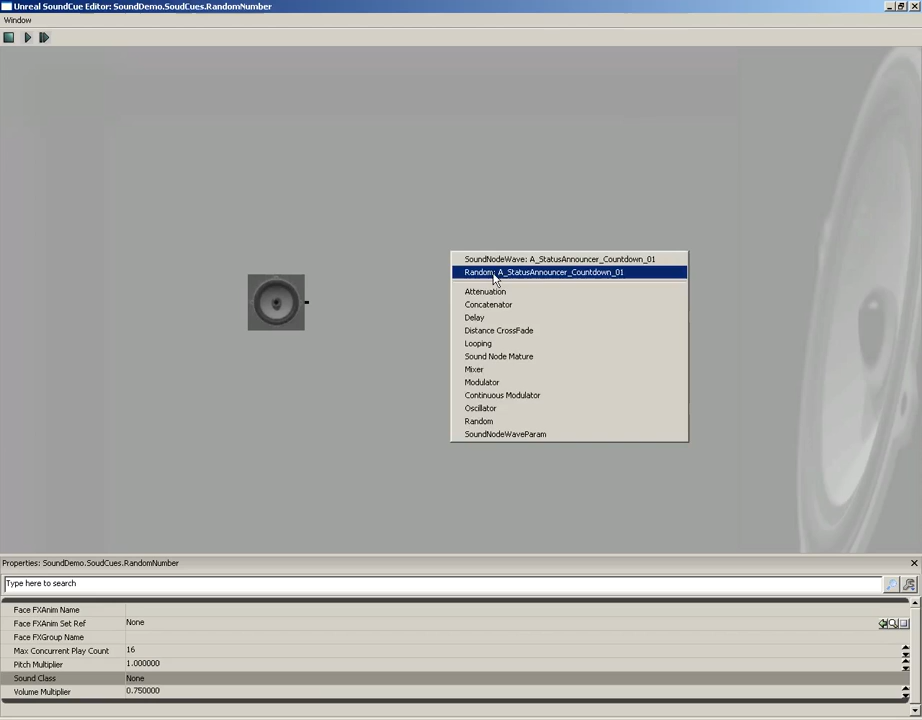 Unreal SoundCue Editor: SoundDemo.SoudCues.RandomNumber
Window
SoundNodeWave: A_StatusAnnouncer_Countdown_01
Random: A_StatusAnnouncer_Countdown_01
Attenuation
Concatenator
Delay
Distance CrossFade
Looping
Sound Node Mature
Mixer
Modulator
Continuous Modulator
Oscillator
Random
SoundNodeWaveParam
Properties: SoundDemo.SoudCues.RandomNumber
Type here to search
Face FXAnim Name
Face FXAnim Set Ref None
Face FXGroup Name
Max Concurrent Play Count 16
Pitch Multiplier 1.000000
Sound Class None
Volume Multiplier 0.750000